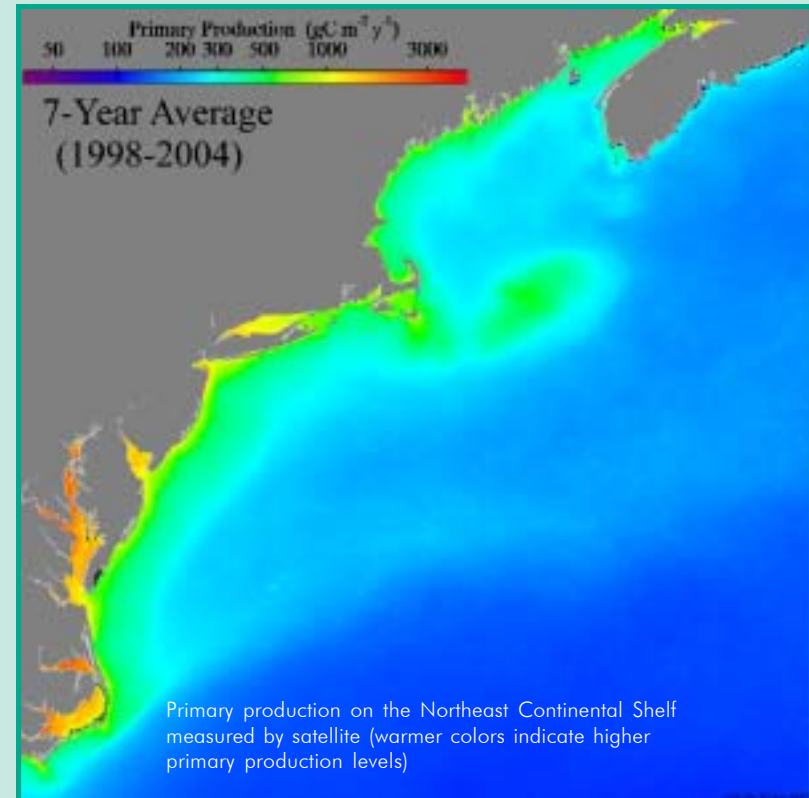 Primary Production (gC m⁻² y⁻¹)
50 100 200 300 500 1000 3000
7-Year Average
(1998-2004)
Primary production on the Northeast Continental Shelf
measured by satellite (warmer colors indicate higher
primary production levels)